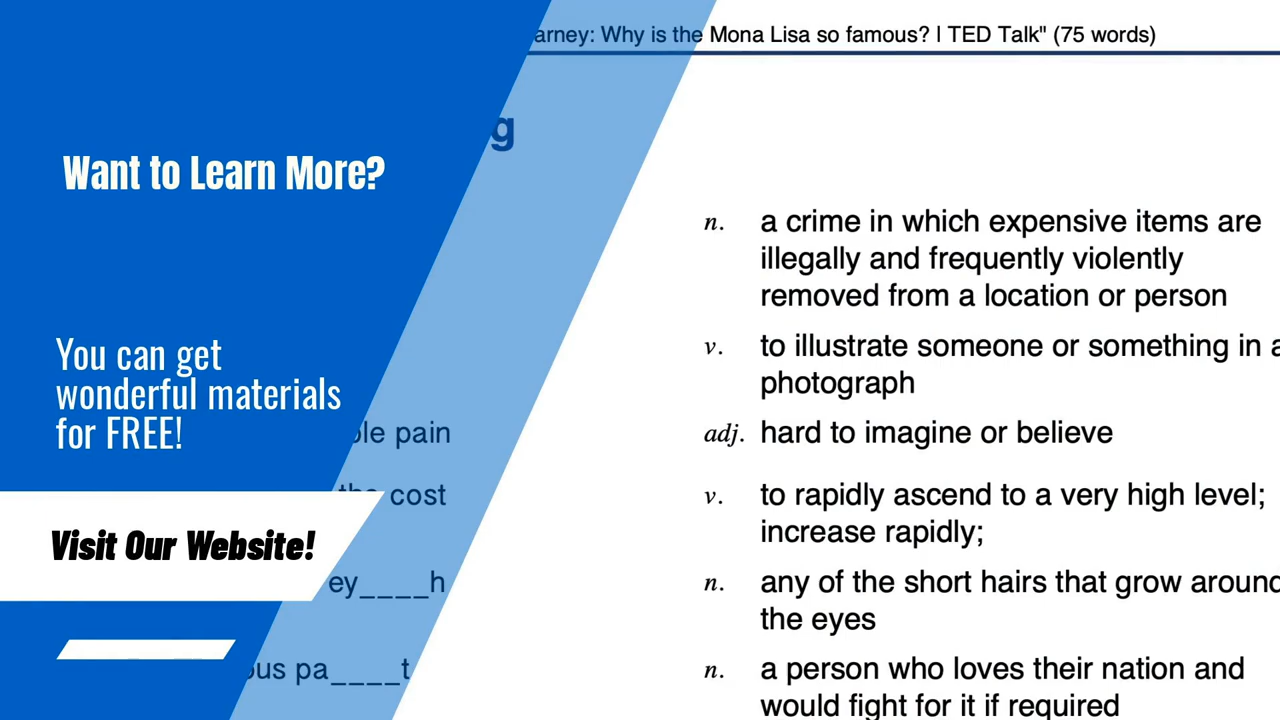 arney: Why is the Mona Lisa so famous? | TED Talk" (75 words)
g
Want to Learn More?
You can get
wonderful materials
for FREE!
Visit Our Website!
n. a crime in which expensive items are
illegally and frequently violently
removed from a location or person
v. to illustrate someone or something in a
photograph
ble pain adj. hard to imagine or believe
the cost v. to rapidly ascend to a very high level;
increase rapidly;
ey____h n. any of the short hairs that grow around
the eyes
ous pa____t n. a person who loves their nation and
would fight for it if required